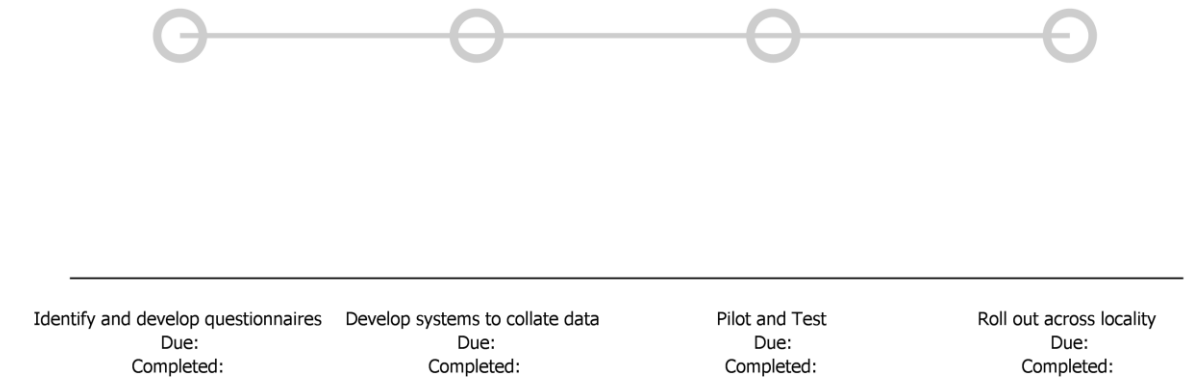 Identify and develop questionnaires
Due:
Completed:
Develop systems to collate data
Due:
Completed:
Pilot and Test
Due:
Completed:
Roll out across locality
Due:
Completed: